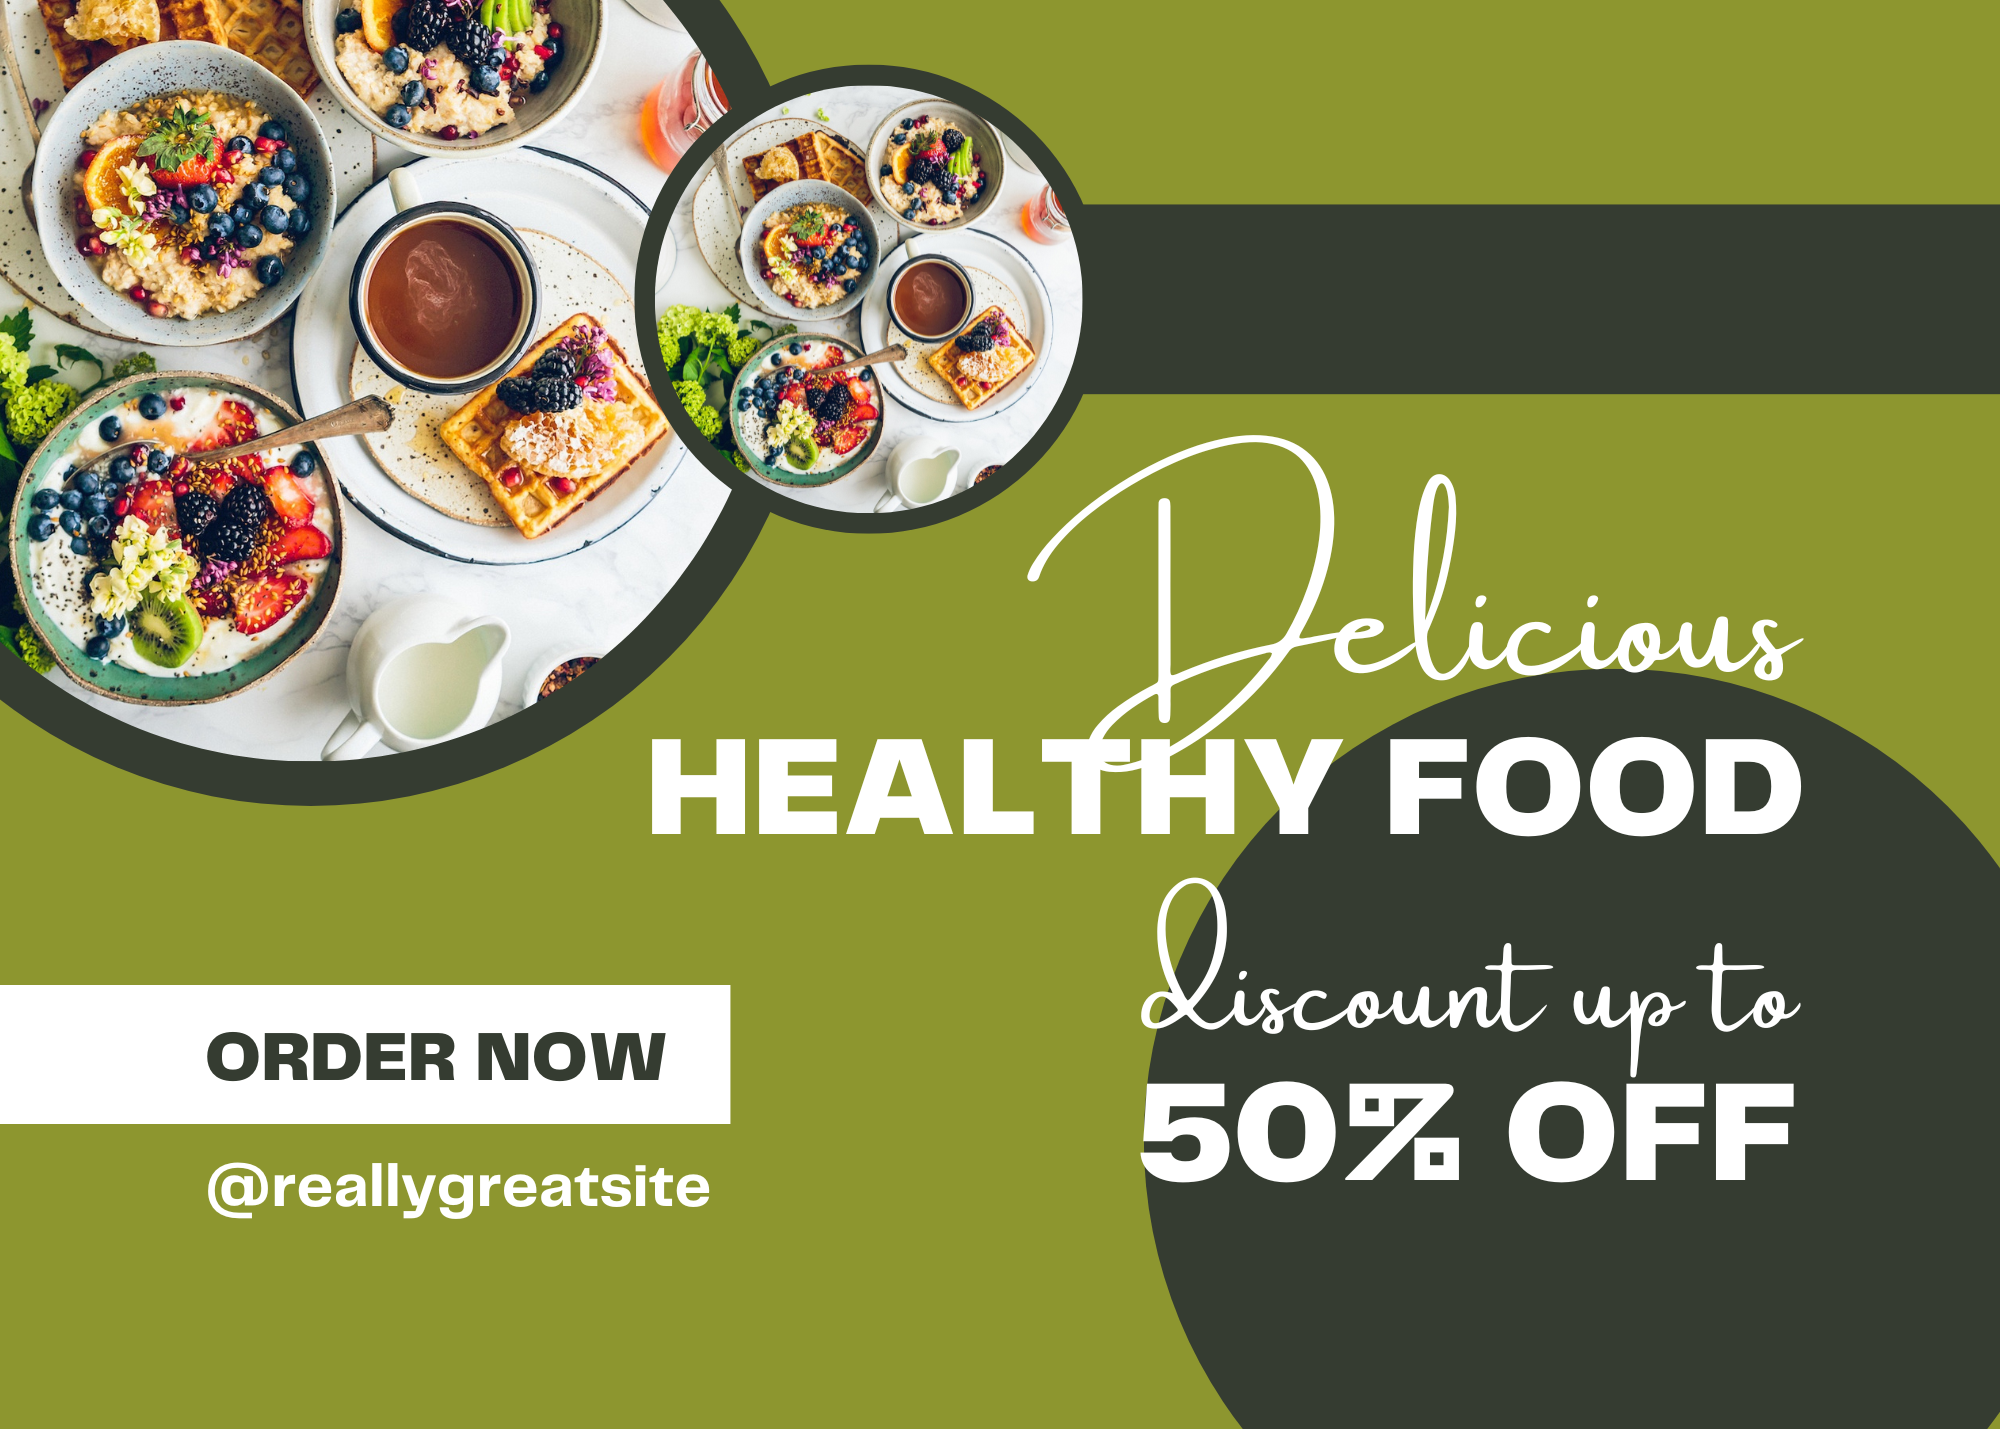 Delicious
HEALTHY FOOD
discount up to
50% OFF
ORDER NOW
@reallygreatsite